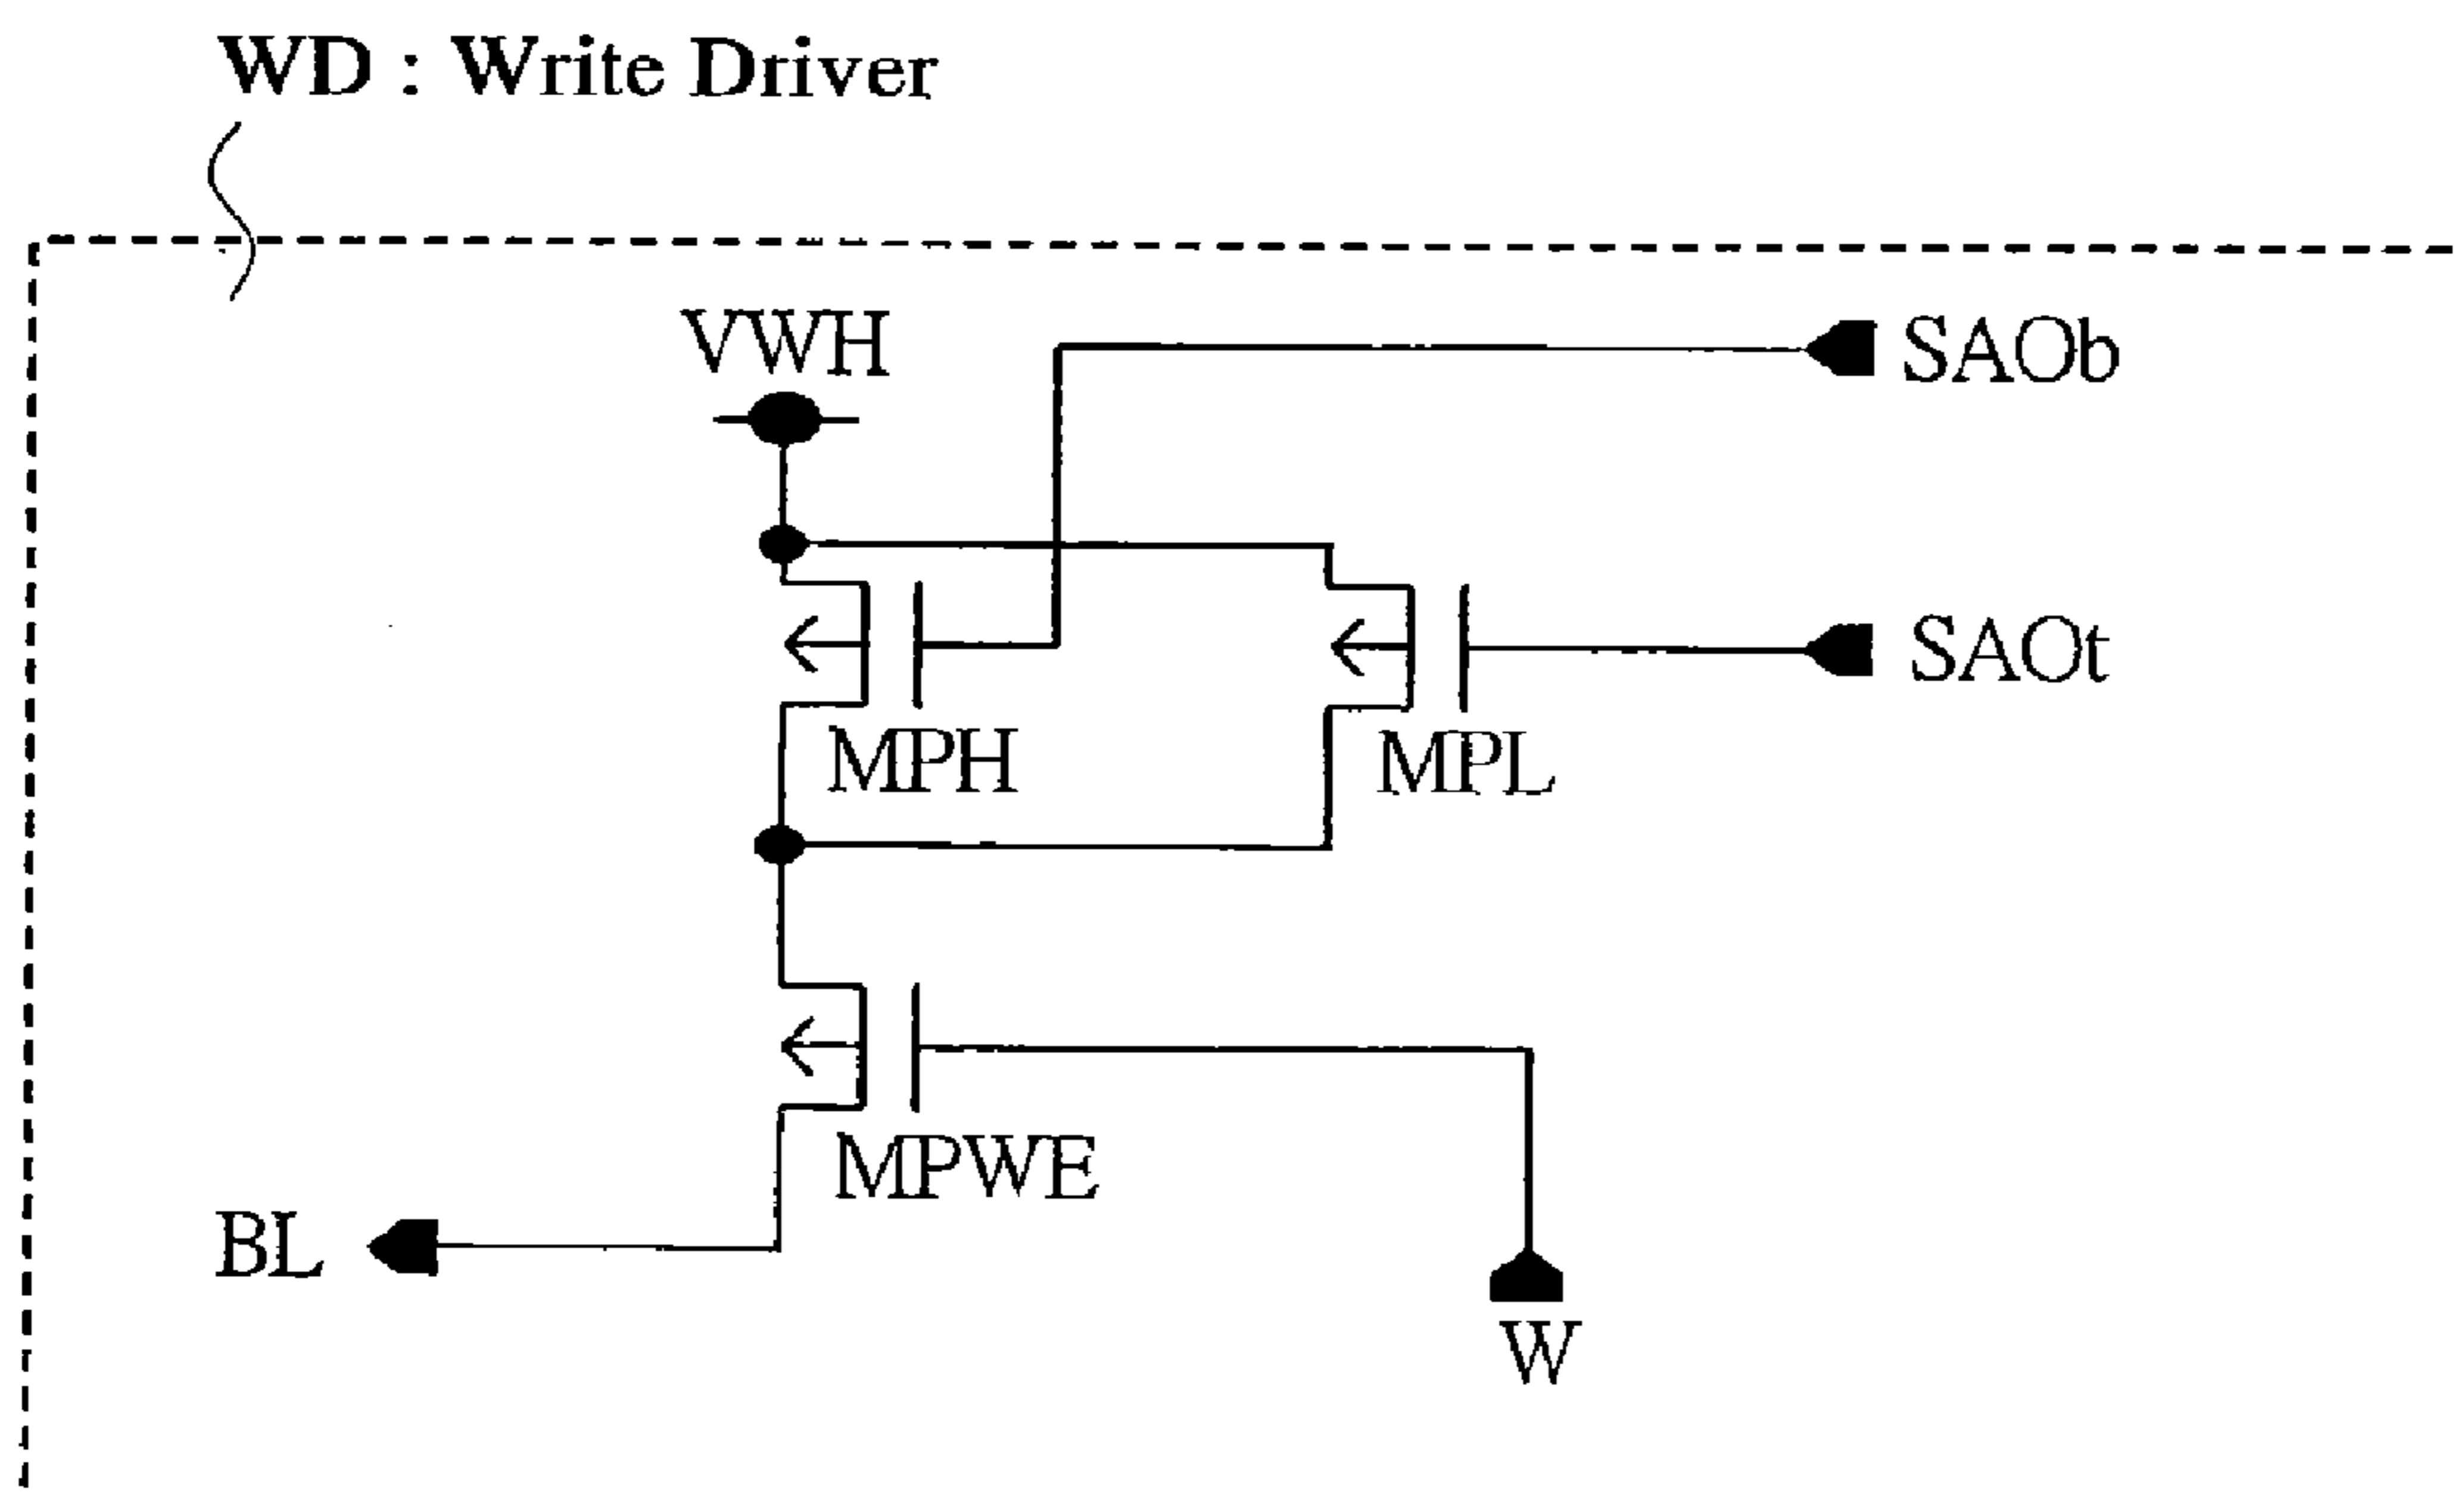 WD : Write Driver
VWH
SAOb
SAOt
MPH
MPL
MPWE
BL
W